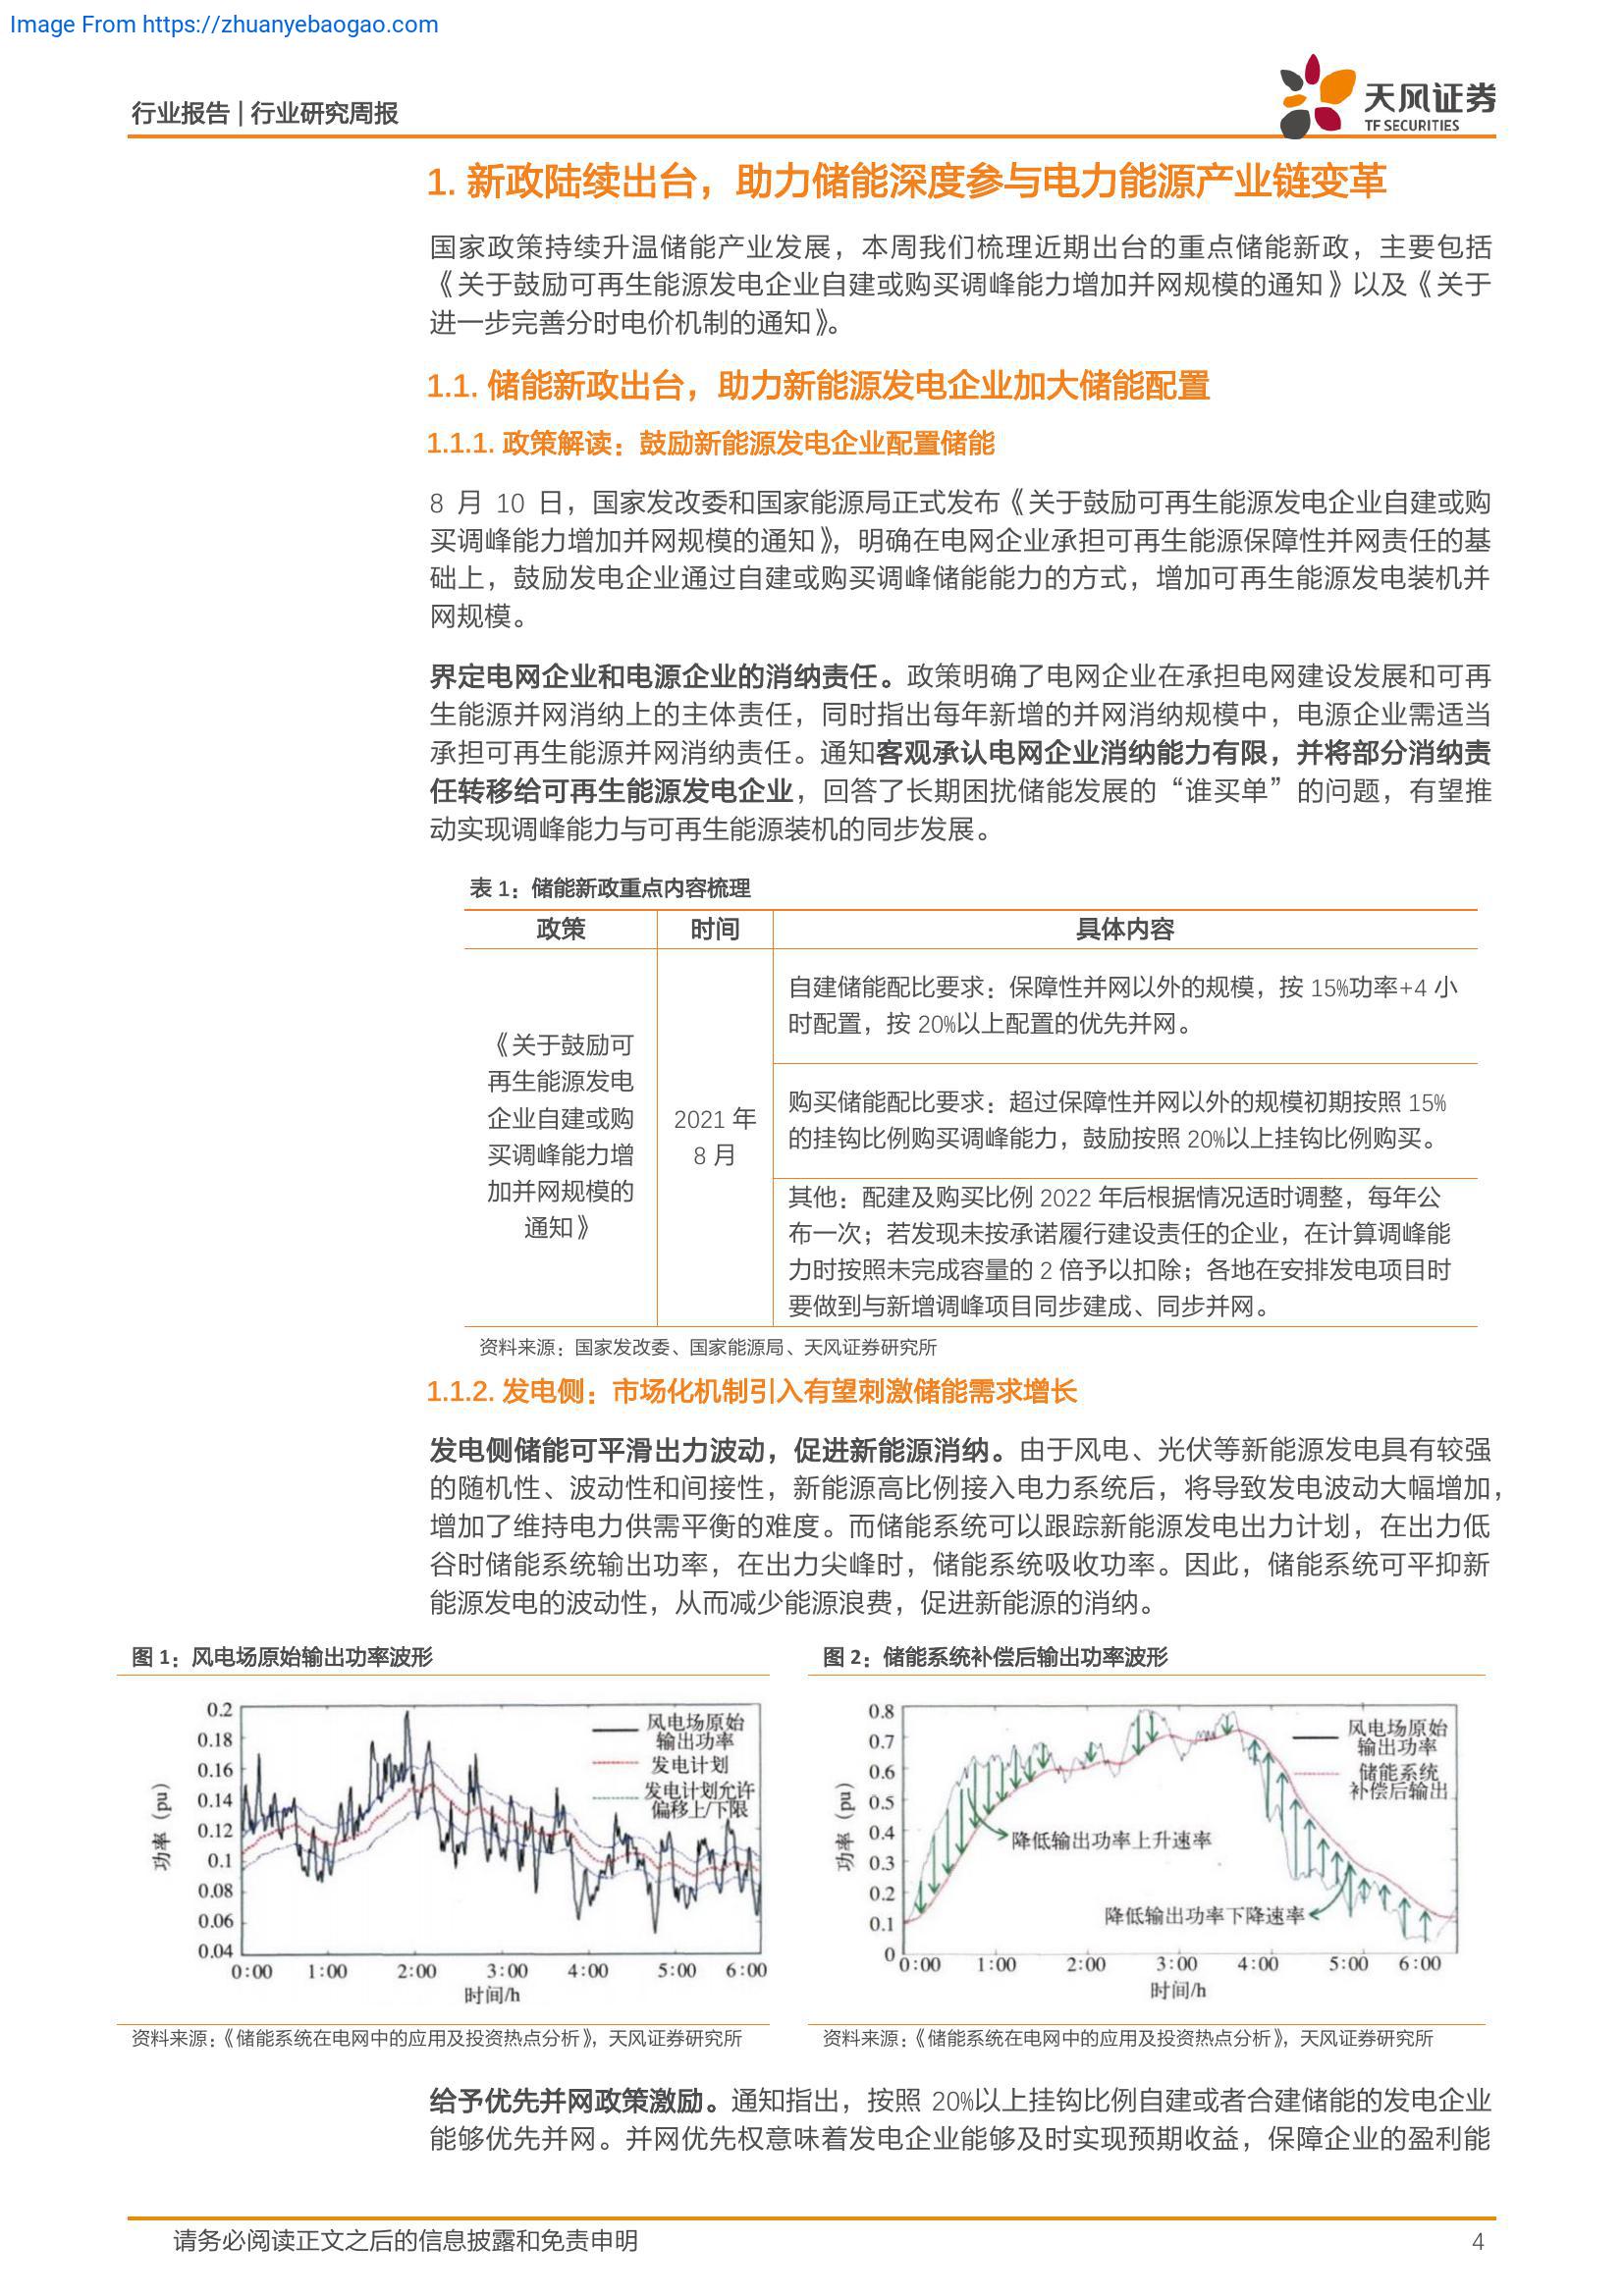 Image From https://zhuanyebaogao.com
行业报告 | 行业研究周报
天风证券
TF SECURITIES
1. 新政陆续出台，助力储能深度参与电力能源产业链变革
国家政策持续升温储能产业发展，本周我们梳理近期出台的重点储能新政，主要包括
《关于鼓励可再生能源发电企业自建或购买调峰能力增加并网规模的通知》以及《关于
进一步完善分时电价机制的通知》。
1.1. 储能新政出台，助力新能源发电企业加大储能配置
1.1.1. 政策解读：鼓励新能源发电企业配置储能
8 月 10 日，国家发改委和国家能源局正式发布《关于鼓励可再生能源发电企业自建或购
买调峰能力增加并网规模的通知》，明确在电网企业承担可再生能源保障性并网责任的基
础上，鼓励发电企业通过自建或购买调峰储能能力的方式，增加可再生能源发电装机并
网规模。
界定电网企业和电源企业的消纳责任。政策明确了电网企业在承担电网建设发展和可再
生能源并网消纳上的主体责任，同时指出每年新增的并网消纳规模中，电源企业需适当
承担可再生能源并网消纳责任。通知客观承认电网企业消纳能力有限，并将部分消纳责
任转移给可再生能源发电企业，回答了长期困扰储能发展的“谁买单”的问题，有望推
动实现调峰能力与可再生能源装机的同步发展。
表 1：储能新政重点内容梳理
政策 时间 具体内容
《关于鼓励可
再生能源发电
企业自建或购
买调峰能力增
加并网规模的
通知》
2021 年
8 月
自建储能配比要求：保障性并网以外的规模，按 15%功率+4 小
时配置，按 20%以上配置的优先并网。
购买储能配比要求：超过保障性并网以外的规模初期按照 15%
的挂钩比例购买调峰能力，鼓励按照 20%以上挂钩比例购买。
其他：配建及购买比例 2022 年后根据情况适时调整，每年公
布一次；若发现未按承诺履行建设责任的企业，在计算调峰能
力时按照未完成容量的 2 倍予以扣除；各地在安排发电项目时
要做到与新增调峰项目同步建成、同步并网。
资料来源：国家发改委、国家能源局、天风证券研究所
1.1.2. 发电侧：市场化机制引入有望刺激储能需求增长
发电侧储能可平滑出力波动，促进新能源消纳。由于风电、光伏等新能源发电具有较强
的随机性、波动性和间接性，新能源高比例接入电力系统后，将导致发电波动大幅增加，
增加了维持电力供需平衡的难度。而储能系统可以跟踪新能源发电出力计划，在出力低
谷时储能系统输出功率，在出力尖峰时，储能系统吸收功率。因此，储能系统可平抑新
能源发电的波动性，从而减少能源浪费，促进新能源的消纳。
图 1：风电场原始输出功率波形
0.2
0.18
0.16
0.14
0.12
0.1
0.08
0.06
0.04
功率（pu）
风电场原始
输出功率
发电计划
发电计划允许
偏移上/下限
0:00 1:00 2:00 3:00 4:00 5:00 6:00
时间/h
资料来源：《储能系统在电网中的应用及投资热点分析》，天风证券研究所
图 2：储能系统补偿后输出功率波形
0.8
0.7
0.6
0.5
0.4
0.3
0.2
0.1
0
功率（pu）
风电场原始
输出功率
储能系统
补偿后输出
降低输出功率上升速率
降低输出功率下降速率
0:00 1:00 2:00 3:00 4:00 5:00 6:00
时间/h
资料来源：《储能系统在电网中的应用及投资热点分析》，天风证券研究所
给予优先并网政策激励。通知指出，按照 20%以上挂钩比例自建或者合建储能的发电企业
能够优先并网。并网优先权意味着发电企业能够及时实现预期收益，保障企业的盈利能
请务必阅读正文之后的信息披露和免责申明
4